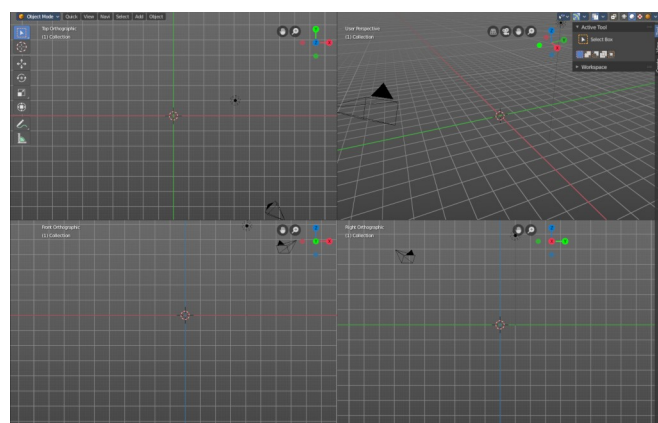 Object Mode Quick View Navi Select Add Object
Top Orthographic
(1) Collection
User Perspective
(1) Collection
Active Tool
Select Box
Workspace
Front Orthographic
(1) Collection
Right Orthographic
(1) Collection